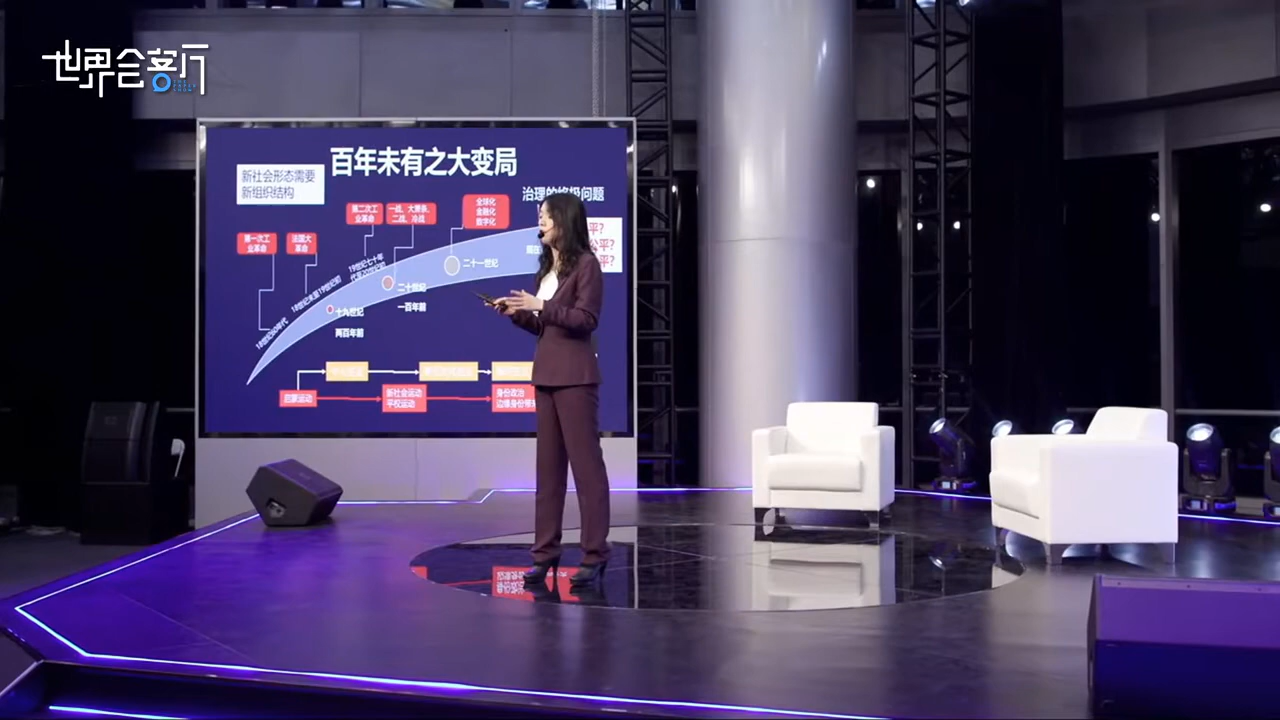 世界会客厅
百年未有之大变局
新社会形态需要
新组织结构
治理的终极问题
第二次工
业革命
一战、大萧条、
二战、冷战
全球化
金融化
数字化
第一次工
业革命
法国大
革命
平?
公平?
平?
现在
二十一世纪
19世纪七十年
代至20世纪初
18世纪末至19世纪初
18世纪60年代
二十世纪
一百年前
十九世纪
两百年前
启蒙运动
新社会运动
平权运动
身份政治